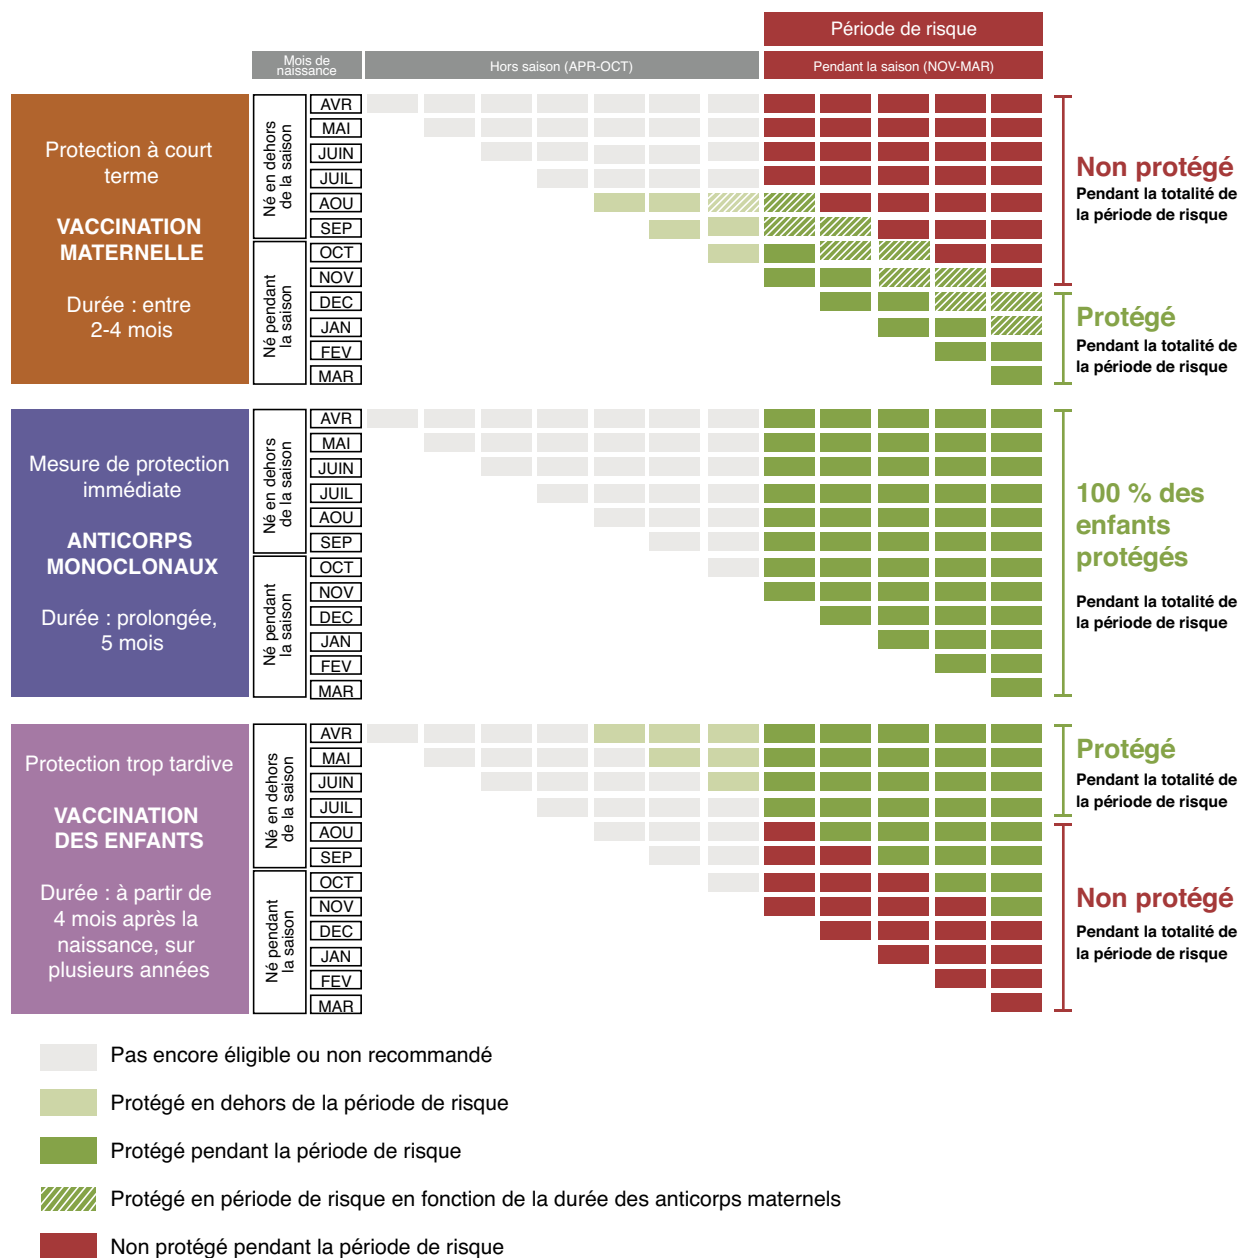 Période de risque
Mois de
naissance
Hors saison (APR-OCT)
Pendant la saison (NOV-MAR)
Protection à court
terme
VACCINATION
MATERNELLE
Durée : entre
2-4 mois
Né en dehors
de la saison
Né pendant
la saison
AVR
MAI
JUIN
JUIL
AOU
SEP
OCT
NOV
DEC
JAN
FEV
MAR
Non protégé
Pendant la totalité de
la période de risque
Protégé
Pendant la totalité de
la période de risque
Mesure de protection
immédiate
ANTICORPS
MONOCLONAUX
Durée : prolongée,
5 mois
Né en dehors
de la saison
Né pendant
la saison
AVR
MAI
JUIN
JUIL
AOU
SEP
OCT
NOV
DEC
JAN
FEV
MAR
100 % des
enfants
protégés
Pendant la totalité de
la période de risque
Protection trop tardive
VACCINATION
DES ENFANTS
Durée : à partir de
4 mois après la
naissance, sur
plusieurs années
Né en dehors
de la saison
Né pendant
la saison
AVR
MAI
JUIN
JUIL
AOU
SEP
OCT
NOV
DEC
JAN
FEV
MAR
Protégé
Pendant la totalité de
la période de risque
Non protégé
Pendant la totalité de
la période de risque
Pas encore éligible ou non recommandé
Protégé en dehors de la période de risque
Protégé pendant la période de risque
Protégé en période de risque en fonction de la durée des anticorps maternels
Non protégé pendant la période de risque